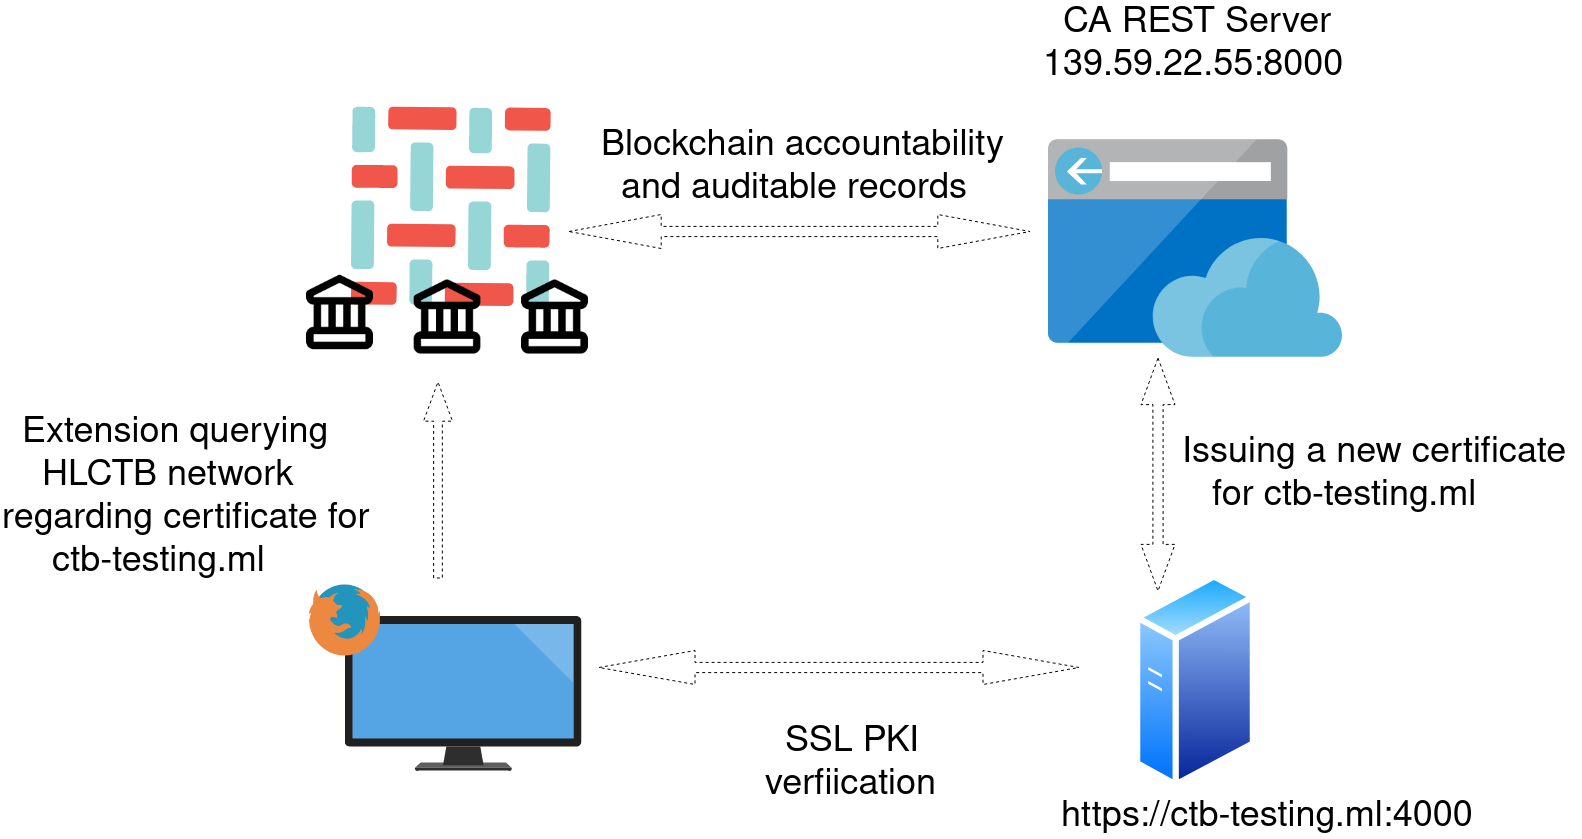 CA REST Server
139.59.22.55:8000
Blockchain accountability
and auditable records
Extension querying
HLCTB network
regarding certificate for
ctb-testing.ml
Issuing a new certificate
for ctb-testing.ml
SSL PKI
verfiication
https://ctb-testing.ml:4000